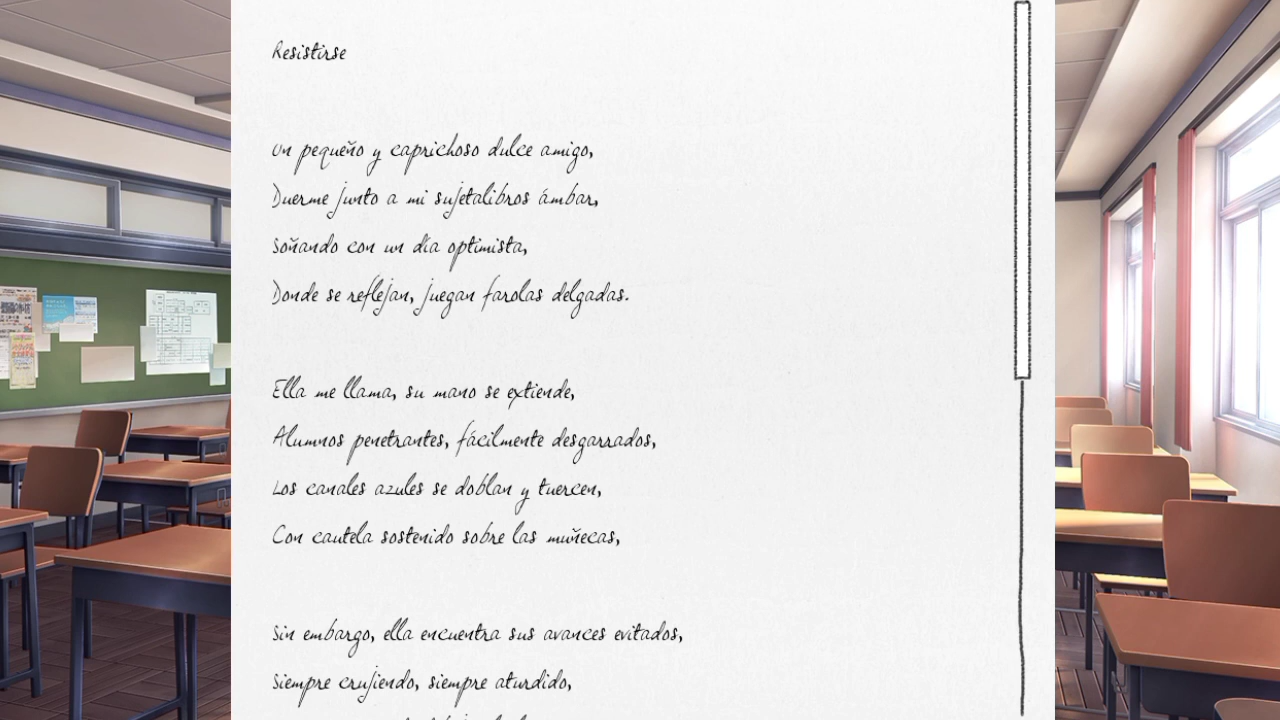 Resistirse
Un pequeño y caprichoso dulce amigo,
Duerme junto a mi sujetalibros ámbar,
Soñando con un día optimista,
Donde se reflejan, juegan farolas delgadas.
Ella me llama, su mano se extiende,
Alumnos penetrantes, fácilmente desgarrados,
Los canales azules se doblan y tuercen,
Con cautela sostenido sobre las muñecas,
Sin embargo, ella encuentra sus avances evitados,
Siempre crujiendo, siempre aturdido,